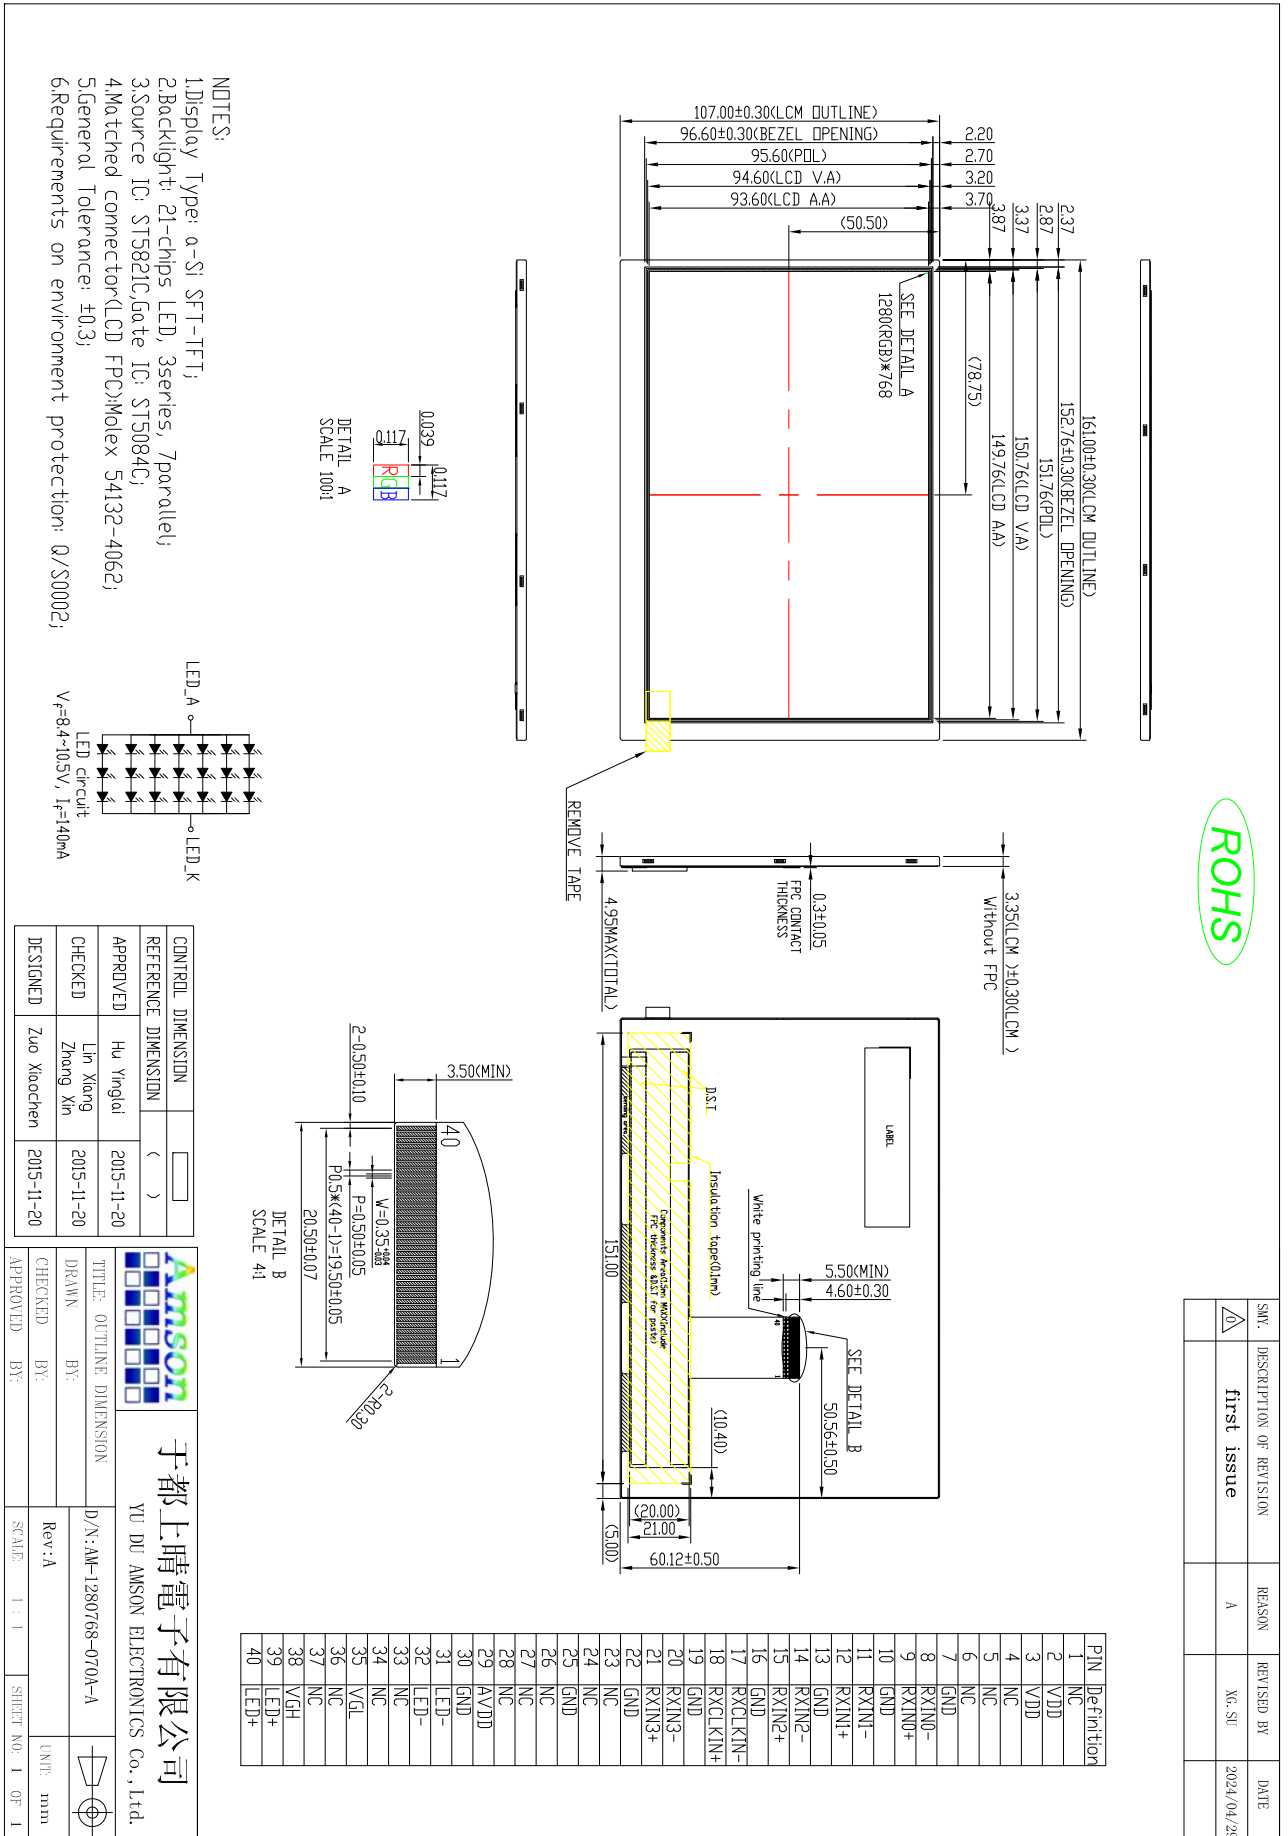 SMY.
DESCRIPTION OF REVISION
REASON
REVISED BY
DATE
0
first issue
A
XG.SU
2024/04/29
ROHS
107.00±0.30(LCM OUTLINE)
96.60±0.30(BEZEL OPENING)
95.60(POL)
94.60(LCD V.A)
93.60(LCD A.A)
(50.50)
2.20
2.70
3.20
3.70
2.37
2.87
3.37
3.87
161.00±0.30(LCM OUTLINE)
152.76±0.30(BEZEL OPENING)
151.76(POL)
150.76(LCD V.A)
149.76(LCD A.A)
(78.75)
SEE DETAIL A
1280(RGB)*768
REMOVE TAPE
3.35(LCM )±0.30(LCM )
Without FPC
0.3±0.05
FPC CONTACT
THICKNESS
4.95MAX(TOTAL)
LABEL
D.S.T
Insulation tape(0.1mm)
White printing line
Components Area(1.5mm MAX)(Include
FPC thickness &D.S.T for paste)
151.00
5.50(MIN)
4.60±0.30
40
1
SEE DETAIL B
50.56±0.50
(10.40)
(20.00)
21.00
(5.00)
60.12±0.50
PIN Definition
1 NC
2 VDD
3 VDD
4 NC
5 NC
6 NC
7 GND
8 RXIN0-
9 RXIN0+
10 GND
11 RXIN1-
12 RXIN1+
13 GND
14 RXIN2-
15 RXIN2+
16 GND
17 RXCLKIN-
18 RXCLKIN+
19 GND
20 RXIN3-
21 RXIN3+
22 GND
23 NC
24 NC
25 GND
26 NC
27 NC
28 NC
29 AVDD
30 GND
31 LED-
32 LED-
33 NC
34 NC
35 VGL
36 NC
37 NC
38 VGH
39 LED+
40 LED+
0.039
0.117
0.117
R G B
DETAIL A
SCALE 100:1
3.50(MIN)
2-0.50±0.10
40
1
W=0.35+0.04 -0.03
P=0.50±0.05
P0.5*(40-1)=19.50±0.05
20.50±0.07
2-R0.30
DETAIL B
SCALE 4:1
NOTES:
1.Display Type: a-Si SFT-TFT;
2.Backlight: 21-chips LED, 3series, 7parallel;
3.Source IC: ST5821C,Gate IC: ST5084C;
4.Matched connector(LCD FPC):Molex 54132-4062;
5.General Tolerance: ±0.3;
6.Requirements on environment protection: Q/S0002;
LED_A
LED_K
LED circuit
Vf=8.4~10.5V, If=140mA
CONTROL DIMENSION
REFERENCE DIMENSION ( )
APPROVED Hu Yinglai 2015-11-20
CHECKED Lin Xiang Zhang Xin 2015-11-20
DESIGNED Zuo Xiaochen 2015-11-20
Amson
于都上晴電子有限公司
YU DU AMSON ELECTRONICS Co.,Ltd.
TITLE: OUTLINE DIMENSION
D/N:AM-1280768-070A-A
DRAWN BY:
CHECKED BY:
APPROVED BY:
Rev:A
UNIT: mm
SCALE: 1 : 1
SHEET NO: 1 OF 1